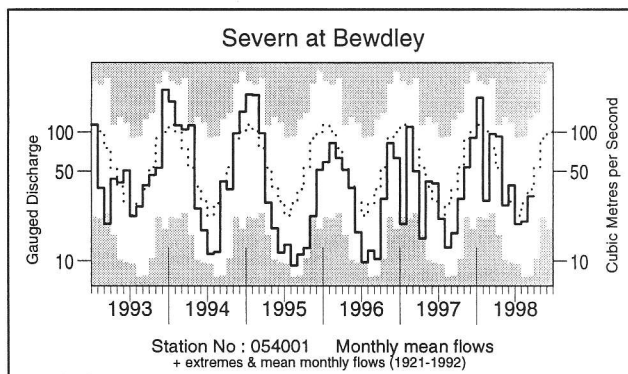 Severn at Bewdley
Gauged Discharge
100
50
10
100
50
10
Cubic Metres per Second
1993 1994 1995 1996 1997 1998
Station No : 054001 Monthly mean flows
+ extremes & mean monthly flows (1921-1992)